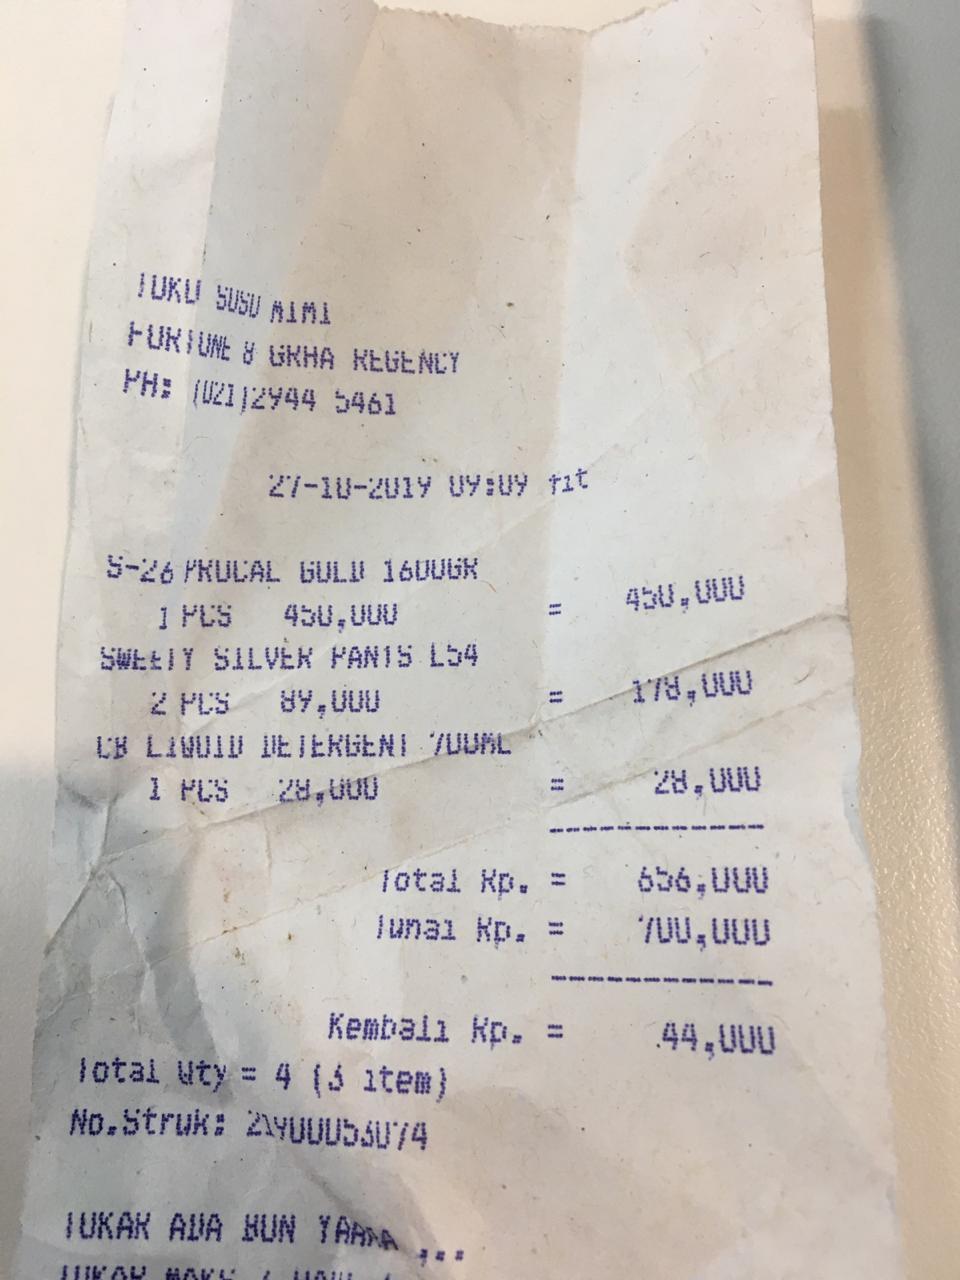 TOKO SUSU MIMI
FORTUNE 8 GRHA REGENCY
PH: (021)2944 5461
27-10-2019 09:09 fit
S-26 PROCAL GOLD 1600GR
1 PCS 450,000 = 450,000
SWEETY SILVER PANTS L54
2 PCS 89,000 = 178,000
CB LIQUID DETERGENT 700ML
1 PCS 28,000 = 28,000
Total Rp. = 656,000
Tunai Rp. = 700,000
Kembali Rp. = 44,000
Total Qty = 4 (3 item)
No.Struk:
TUKAR ADA BON YAAAA ...